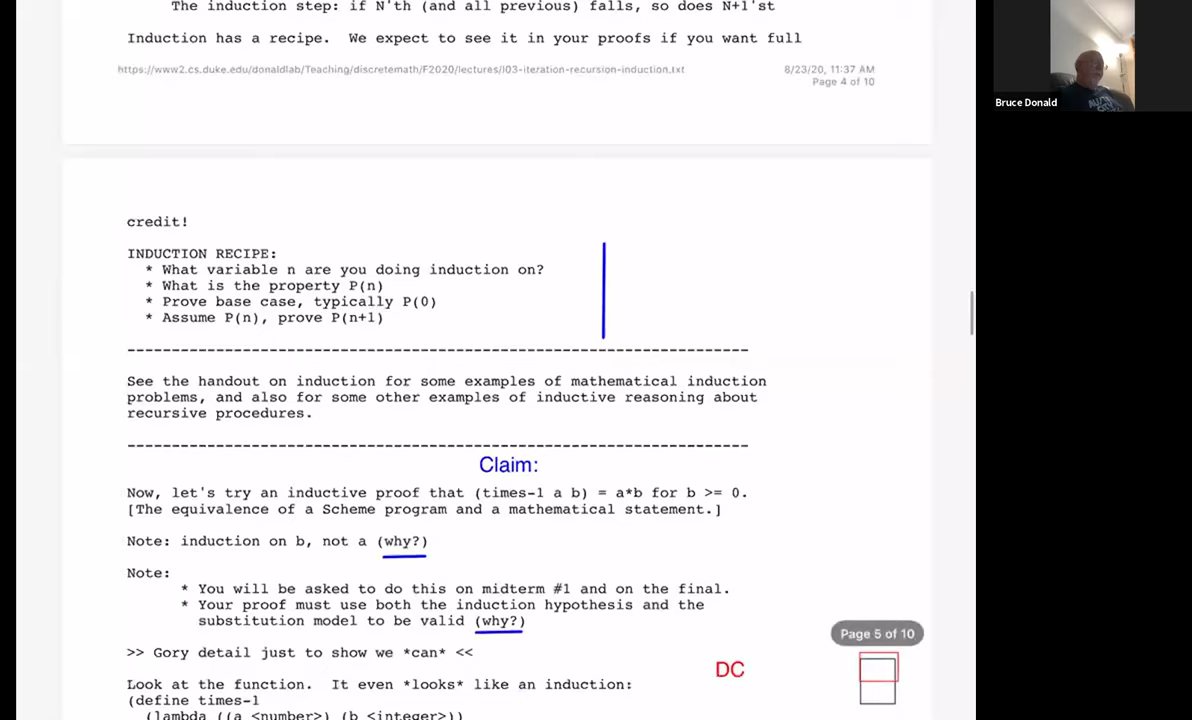 The induction step: if N'th (and all previous) falls, so does N+1'st
Induction has a recipe. We expect to see it in your proofs if you want full
https://www2.cs.duke.edu/donaldlab/Teaching/discretemath/F2020/lectures/l03-iteration-recursion-induction.txt
8/23/20, 11:37 AM
Page 4 of 10
Bruce Donald
credit!
INDUCTION RECIPE:
* What variable n are you doing induction on?
* What is the property P(n)
* Prove base case, typically P(0)
* Assume P(n), prove P(n+1)
-----------------------------------------------------------------------
See the handout on induction for some examples of mathematical induction
problems, and also for some other examples of inductive reasoning about
recursive procedures.
-----------------------------------------------------------------------
Claim:
Now, let's try an inductive proof that (times-1 a b) = a*b for b >= 0.
[The equivalence of a Scheme program and a mathematical statement.]
Note: induction on b, not a (why?)
Note:
* You will be asked to do this on midterm #1 and on the final.
* Your proof must use both the induction hypothesis and the
substitution model to be valid (why?)
Page 5 of 10
>> Gory detail just to show we *can* <<
DC
Look at the function. It even *looks* like an induction:
(define times-1
(lambda ((a <number>) (b <integer>))